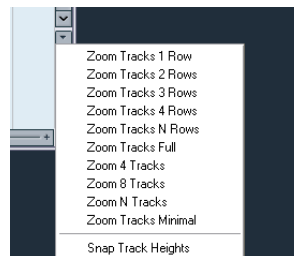 Zoom Tracks 1 Row
Zoom Tracks 2 Rows
Zoom Tracks 3 Rows
Zoom Tracks 4 Rows
Zoom Tracks N Rows
Zoom Tracks Full
Zoom 4 Tracks
Zoom 8 Tracks
Zoom N Tracks
Zoom Tracks Minimal
Snap Track Heights